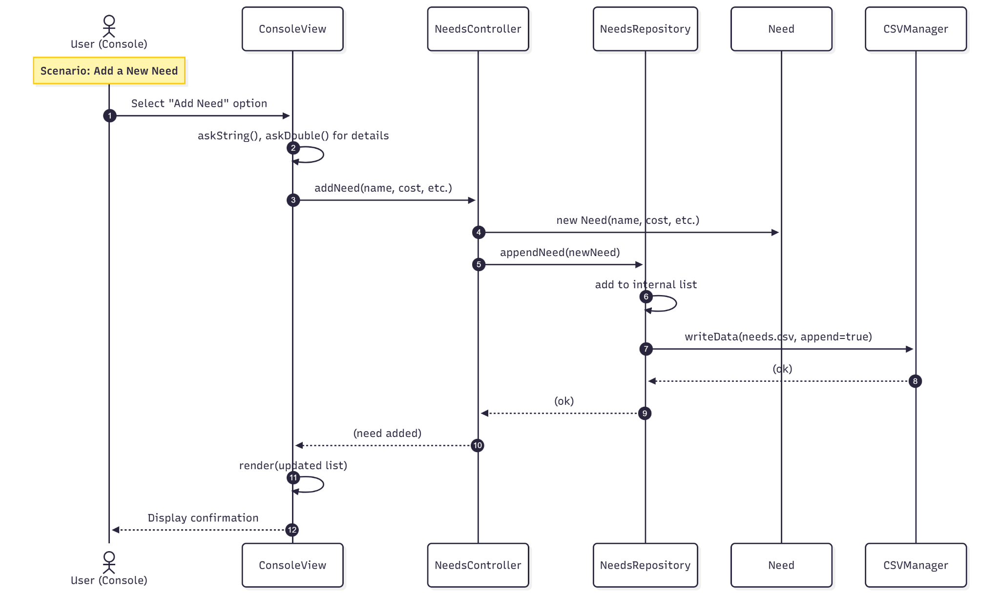 User (Console)
ConsoleView
NeedsController
NeedsRepository
Need
CSVManager
Scenario: Add a New Need
Select "Add Need" option
1
askString(), askDouble() for details
2
addNeed(name, cost, etc.)
3
new Need(name, cost, etc.)
4
appendNeed(newNeed)
5
add to internal list
6
writeData(needs.csv, append=true)
7
(ok)
8
(ok)
9
(need added)
10
render(updated list)
11
Display confirmation
12
User (Console)
ConsoleView
NeedsController
NeedsRepository
Need
CSVManager